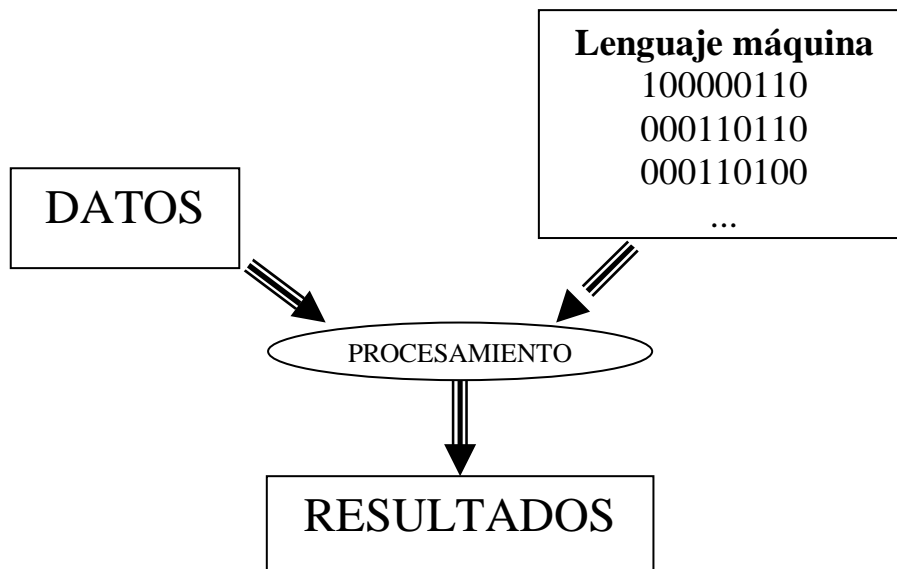 Lenguaje máquina
100000110
000110110
000110100
...
DATOS
PROCESAMIENTO
RESULTADOS